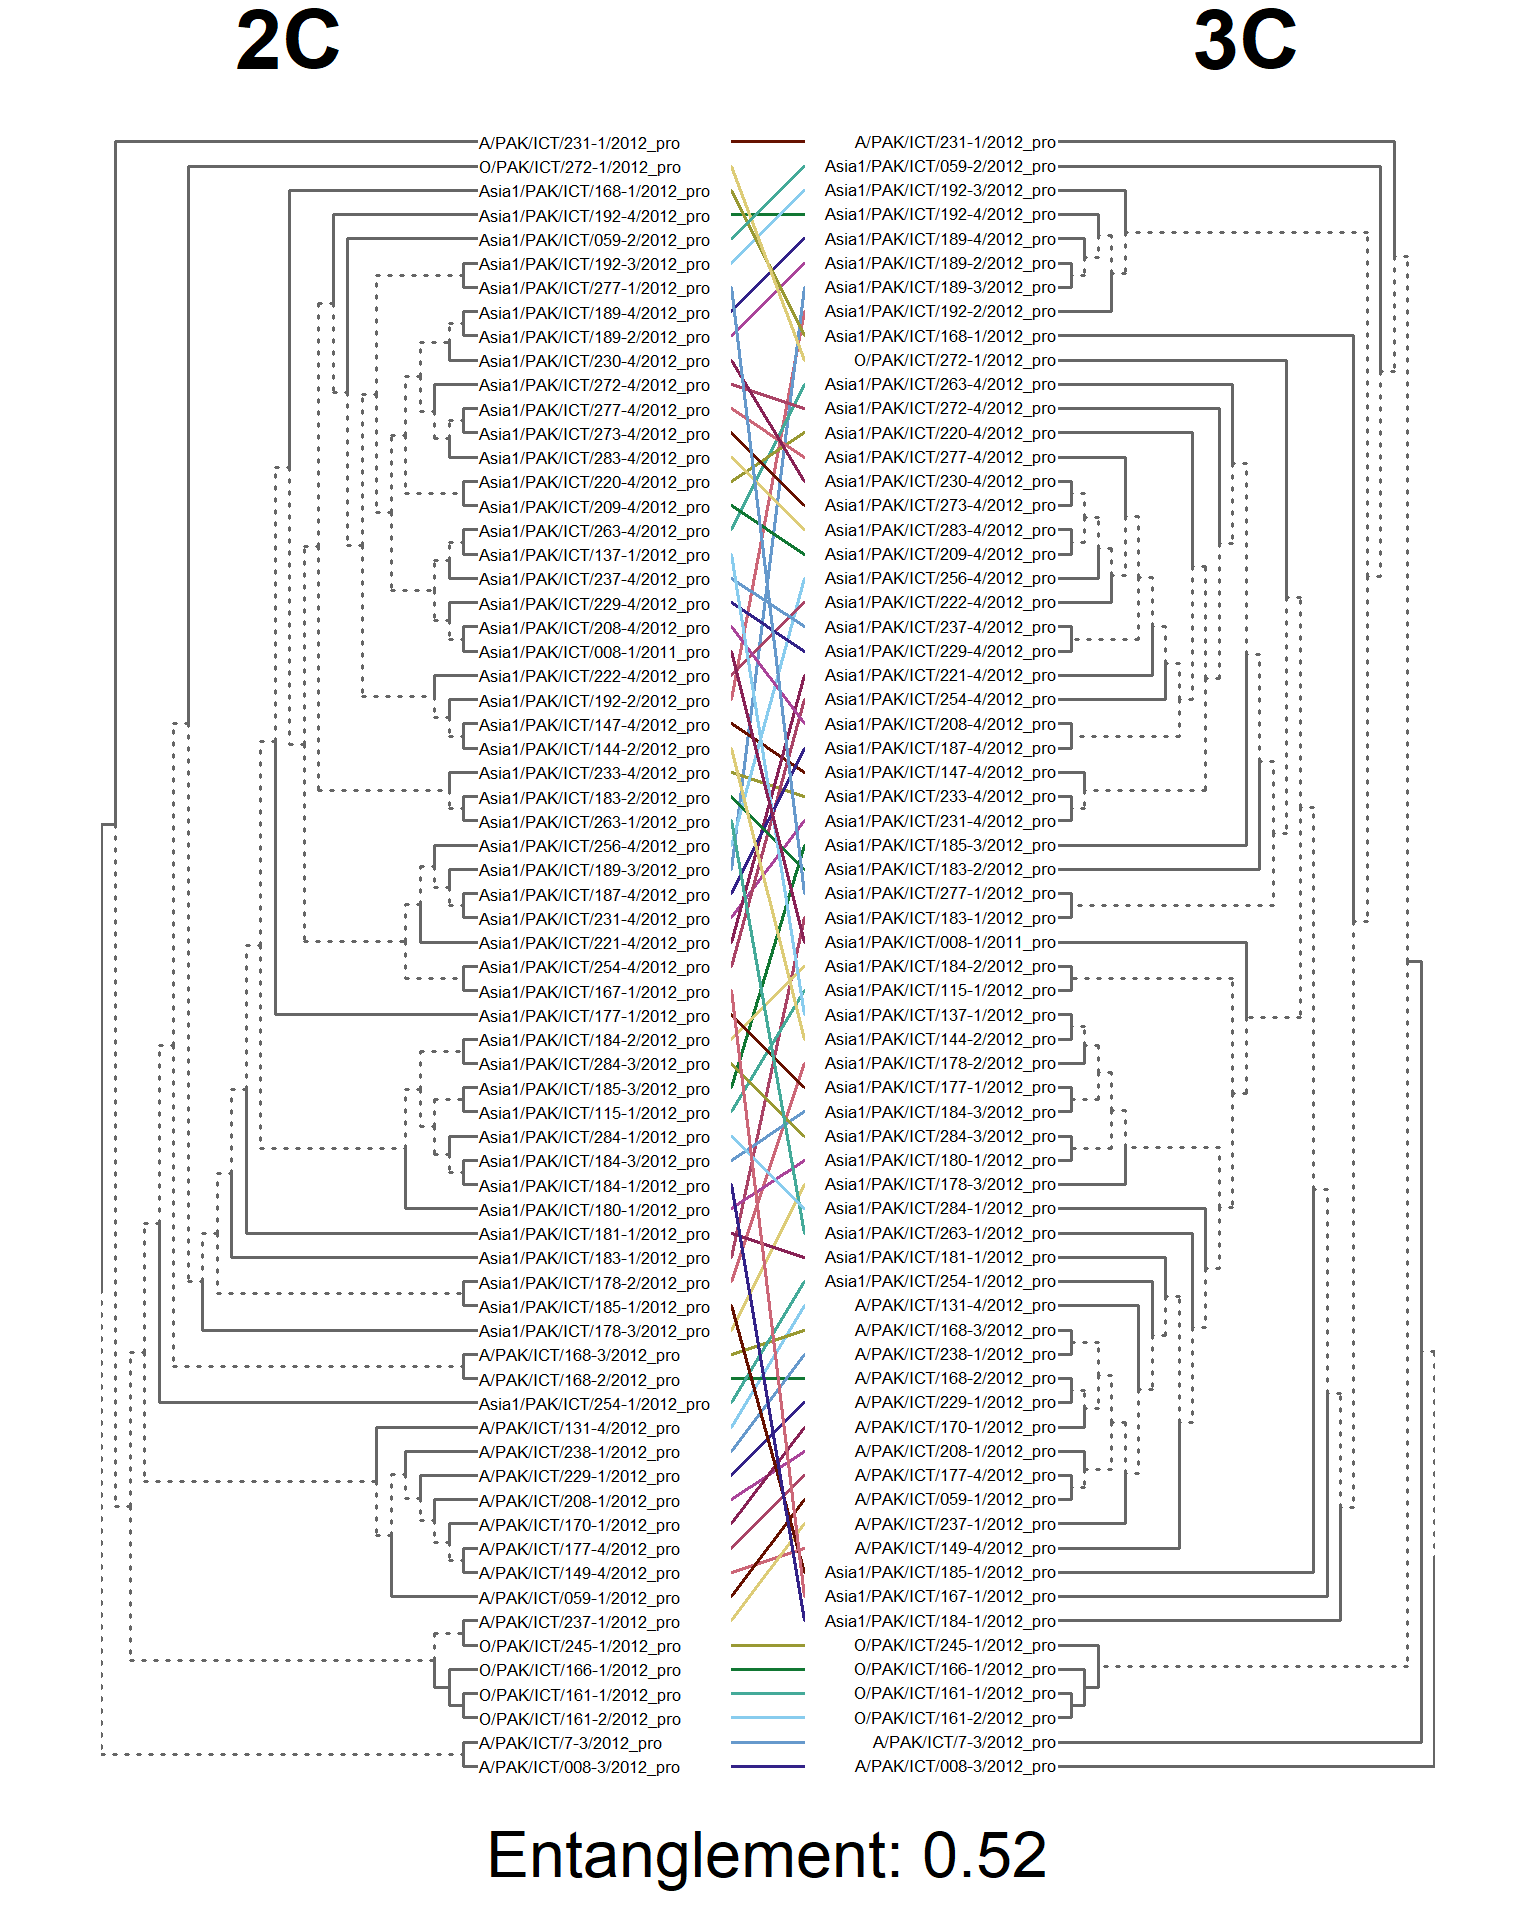 2C 3C
A/PAK/ICT/231-1/2012_pro A/PAK/ICT/231-1/2012_pro
O/PAK/ICT/272-1/2012_pro Asia1/PAK/ICT/059-2/2012_pro
Asia1/PAK/ICT/168-1/2012_pro Asia1/PAK/ICT/192-3/2012_pro
Asia1/PAK/ICT/192-4/2012_pro Asia1/PAK/ICT/192-4/2012_pro
Asia1/PAK/ICT/059-2/2012_pro Asia1/PAK/ICT/189-4/2012_pro
Asia1/PAK/ICT/192-3/2012_pro Asia1/PAK/ICT/189-2/2012_pro
Asia1/PAK/ICT/277-1/2012_pro Asia1/PAK/ICT/189-3/2012_pro
Asia1/PAK/ICT/189-4/2012_pro Asia1/PAK/ICT/192-2/2012_pro
Asia1/PAK/ICT/189-2/2012_pro Asia1/PAK/ICT/168-1/2012_pro
Asia1/PAK/ICT/230-4/2012_pro O/PAK/ICT/272-1/2012_pro
Asia1/PAK/ICT/272-4/2012_pro Asia1/PAK/ICT/263-4/2012_pro
Asia1/PAK/ICT/277-4/2012_pro Asia1/PAK/ICT/272-4/2012_pro
Asia1/PAK/ICT/273-4/2012_pro Asia1/PAK/ICT/220-4/2012_pro
Asia1/PAK/ICT/283-4/2012_pro Asia1/PAK/ICT/277-4/2012_pro
Asia1/PAK/ICT/220-4/2012_pro Asia1/PAK/ICT/230-4/2012_pro
Asia1/PAK/ICT/209-4/2012_pro Asia1/PAK/ICT/273-4/2012_pro
Asia1/PAK/ICT/263-4/2012_pro Asia1/PAK/ICT/283-4/2012_pro
Asia1/PAK/ICT/137-1/2012_pro Asia1/PAK/ICT/209-4/2012_pro
Asia1/PAK/ICT/237-4/2012_pro Asia1/PAK/ICT/256-4/2012_pro
Asia1/PAK/ICT/229-4/2012_pro Asia1/PAK/ICT/222-4/2012_pro
Asia1/PAK/ICT/208-4/2012_pro Asia1/PAK/ICT/237-4/2012_pro
Asia1/PAK/ICT/008-1/2011_pro Asia1/PAK/ICT/229-4/2012_pro
Asia1/PAK/ICT/222-4/2012_pro Asia1/PAK/ICT/221-4/2012_pro
Asia1/PAK/ICT/192-2/2012_pro Asia1/PAK/ICT/254-4/2012_pro
Asia1/PAK/ICT/147-4/2012_pro Asia1/PAK/ICT/208-4/2012_pro
Asia1/PAK/ICT/144-2/2012_pro Asia1/PAK/ICT/187-4/2012_pro
Asia1/PAK/ICT/233-4/2012_pro Asia1/PAK/ICT/147-4/2012_pro
Asia1/PAK/ICT/183-2/2012_pro Asia1/PAK/ICT/233-4/2012_pro
Asia1/PAK/ICT/263-1/2012_pro Asia1/PAK/ICT/231-4/2012_pro
Asia1/PAK/ICT/256-4/2012_pro Asia1/PAK/ICT/185-3/2012_pro
Asia1/PAK/ICT/189-3/2012_pro Asia1/PAK/ICT/183-2/2012_pro
Asia1/PAK/ICT/187-4/2012_pro Asia1/PAK/ICT/277-1/2012_pro
Asia1/PAK/ICT/231-4/2012_pro Asia1/PAK/ICT/183-1/2012_pro
Asia1/PAK/ICT/221-4/2012_pro Asia1/PAK/ICT/008-1/2011_pro
Asia1/PAK/ICT/254-4/2012_pro Asia1/PAK/ICT/184-2/2012_pro
Asia1/PAK/ICT/167-1/2012_pro Asia1/PAK/ICT/115-1/2012_pro
Asia1/PAK/ICT/177-1/2012_pro Asia1/PAK/ICT/137-1/2012_pro
Asia1/PAK/ICT/184-2/2012_pro Asia1/PAK/ICT/144-2/2012_pro
Asia1/PAK/ICT/284-3/2012_pro Asia1/PAK/ICT/178-2/2012_pro
Asia1/PAK/ICT/185-3/2012_pro Asia1/PAK/ICT/177-1/2012_pro
Asia1/PAK/ICT/115-1/2012_pro Asia1/PAK/ICT/184-3/2012_pro
Asia1/PAK/ICT/284-1/2012_pro Asia1/PAK/ICT/284-3/2012_pro
Asia1/PAK/ICT/184-3/2012_pro Asia1/PAK/ICT/180-1/2012_pro
Asia1/PAK/ICT/184-1/2012_pro Asia1/PAK/ICT/178-3/2012_pro
Asia1/PAK/ICT/180-1/2012_pro Asia1/PAK/ICT/284-1/2012_pro
Asia1/PAK/ICT/181-1/2012_pro Asia1/PAK/ICT/263-1/2012_pro
Asia1/PAK/ICT/183-1/2012_pro Asia1/PAK/ICT/181-1/2012_pro
Asia1/PAK/ICT/178-2/2012_pro Asia1/PAK/ICT/254-1/2012_pro
Asia1/PAK/ICT/185-1/2012_pro A/PAK/ICT/131-4/2012_pro
Asia1/PAK/ICT/178-3/2012_pro A/PAK/ICT/168-3/2012_pro
A/PAK/ICT/168-3/2012_pro A/PAK/ICT/238-1/2012_pro
A/PAK/ICT/168-2/2012_pro A/PAK/ICT/168-2/2012_pro
Asia1/PAK/ICT/254-1/2012_pro A/PAK/ICT/229-1/2012_pro
A/PAK/ICT/131-4/2012_pro A/PAK/ICT/170-1/2012_pro
A/PAK/ICT/238-1/2012_pro A/PAK/ICT/208-1/2012_pro
A/PAK/ICT/229-1/2012_pro A/PAK/ICT/177-4/2012_pro
A/PAK/ICT/208-1/2012_pro A/PAK/ICT/059-1/2012_pro
A/PAK/ICT/170-1/2012_pro A/PAK/ICT/237-1/2012_pro
A/PAK/ICT/177-4/2012_pro A/PAK/ICT/149-4/2012_pro
A/PAK/ICT/149-4/2012_pro Asia1/PAK/ICT/185-1/2012_pro
A/PAK/ICT/059-1/2012_pro Asia1/PAK/ICT/167-1/2012_pro
A/PAK/ICT/237-1/2012_pro Asia1/PAK/ICT/184-1/2012_pro
O/PAK/ICT/245-1/2012_pro O/PAK/ICT/245-1/2012_pro
O/PAK/ICT/166-1/2012_pro O/PAK/ICT/166-1/2012_pro
O/PAK/ICT/161-1/2012_pro O/PAK/ICT/161-1/2012_pro
O/PAK/ICT/161-2/2012_pro O/PAK/ICT/161-2/2012_pro
A/PAK/ICT/7-3/2012_pro A/PAK/ICT/7-3/2012_pro
A/PAK/ICT/008-3/2012_pro A/PAK/ICT/008-3/2012_pro
Entanglement: 0.52